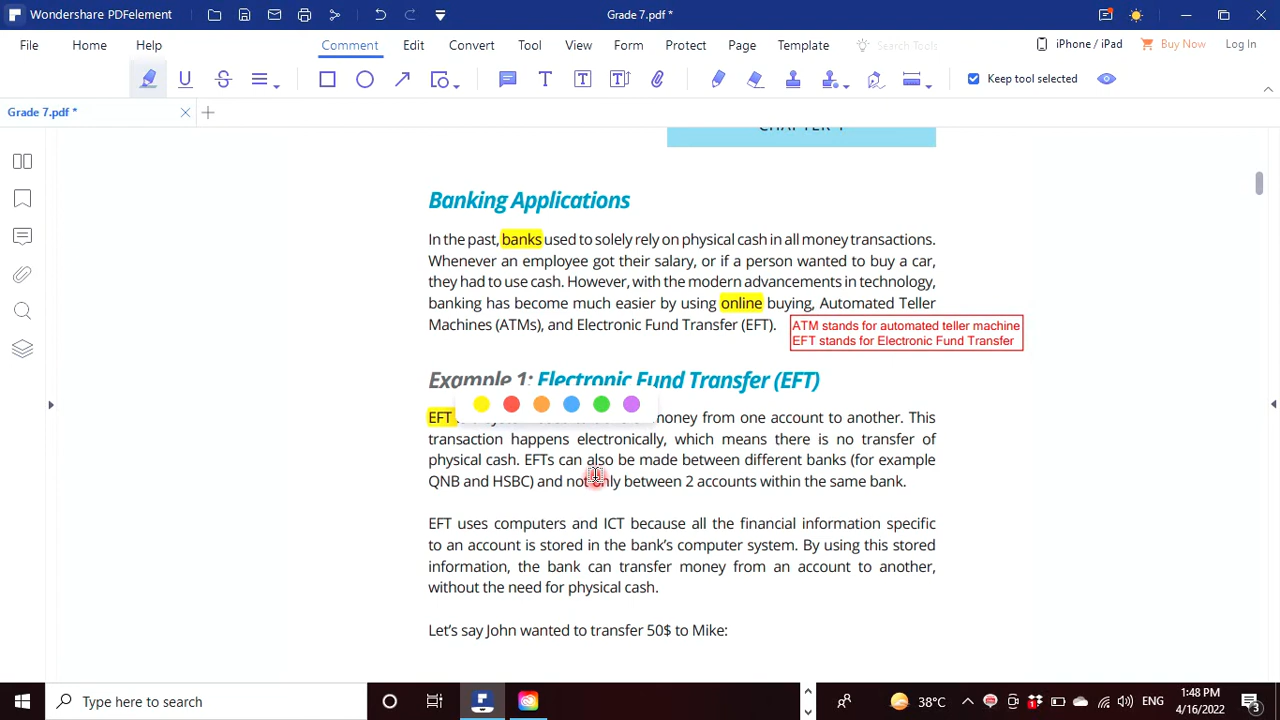 Wondershare PDFelement
Grade 7.pdf *
File Home Help Comment Edit Convert Tool View Form Protect Page Template Search Tools iPhone / iPad Buy Now Log In
T T T Keep tool selected
Grade 7.pdf *
Banking Applications
In the past, banks used to solely rely on physical cash in all money transactions.
Whenever an employee got their salary, or if a person wanted to buy a car,
they had to use cash. However, with the modern advancements in technology,
banking has become much easier by using online buying, Automated Teller
Machines (ATMs), and Electronic Fund Transfer (EFT).
ATM stands for automated teller machine
EFT stands for Electronic Fund Transfer
Example 1: Electronic Fund Transfer (EFT)
EFT money from one account to another. This
transaction happens electronically, which means there is no transfer of
physical cash. EFTs can also be made between different banks (for example
QNB and HSBC) and not only between 2 accounts within the same bank.
EFT uses computers and ICT because all the financial information specific
to an account is stored in the bank's computer system. By using this stored
information, the bank can transfer money from an account to another,
without the need for physical cash.
Let's say John wanted to transfer 50$ to Mike:
Type here to search
38°C
ENG
1:48 PM
4/16/2022
3